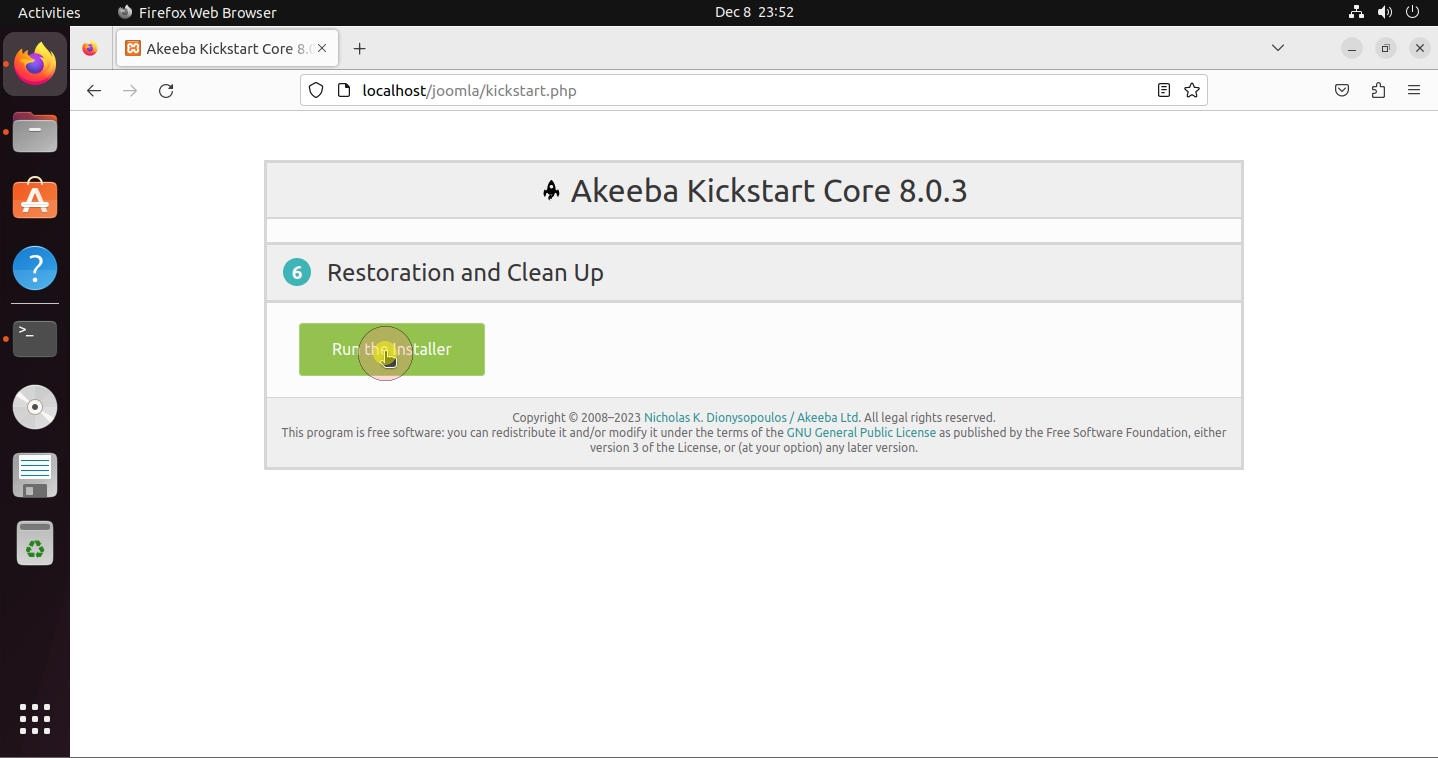 Activities
Firefox Web Browser
Dec 8 23:52
Akeeba Kickstart Core 8.0
localhost/joomla/kickstart.php
Akeeba Kickstart Core 8.0.3
6 Restoration and Clean Up
Run the Installer
Copyright © 2008–2023 Nicholas K. Dionysopoulos / Akeeba Ltd. All legal rights reserved.
This program is free software: you can redistribute it and/or modify it under the terms of the GNU General Public License as published by the Free Software Foundation, either
version 3 of the License, or (at your option) any later version.